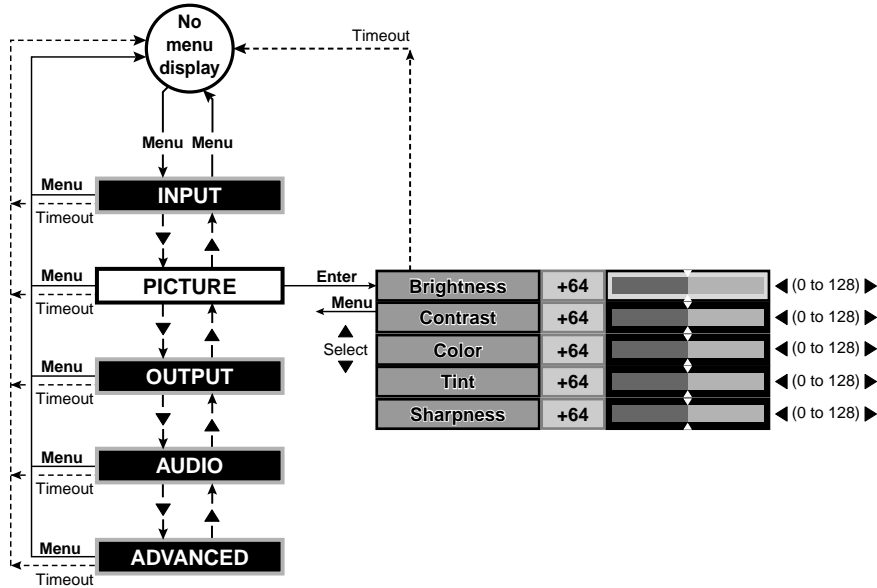 No
menu
display
Timeout
Menu Menu
Menu
INPUT
Timeout
Menu
PICTURE
Timeout
Enter
Menu
Select
Brightness +64 (0 to 128)
Contrast +64 (0 to 128)
Color +64 (0 to 128)
Tint +64 (0 to 128)
Sharpness +64 (0 to 128)
Menu
OUTPUT
Timeout
Menu
AUDIO
Timeout
Menu
ADVANCED
Timeout